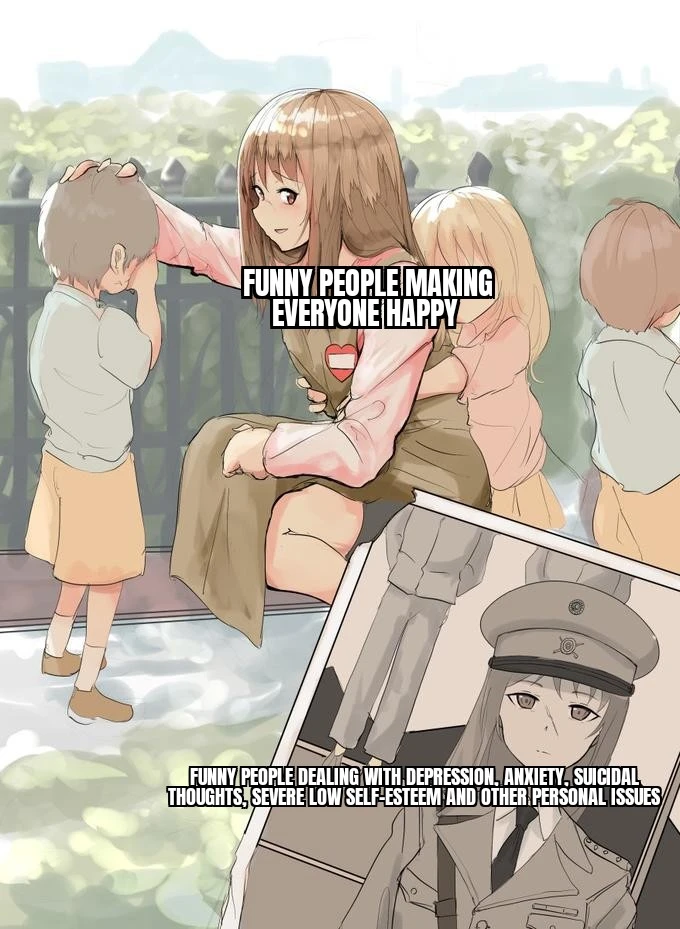 FUNNY PEOPLE MAKING
EVERYONE HAPPY
FUNNY PEOPLE DEALING WITH DEPRESSION, ANXIETY, SUICIDAL
THOUGHTS, SEVERE LOW SELF-ESTEEM AND OTHER PERSONAL ISSUES